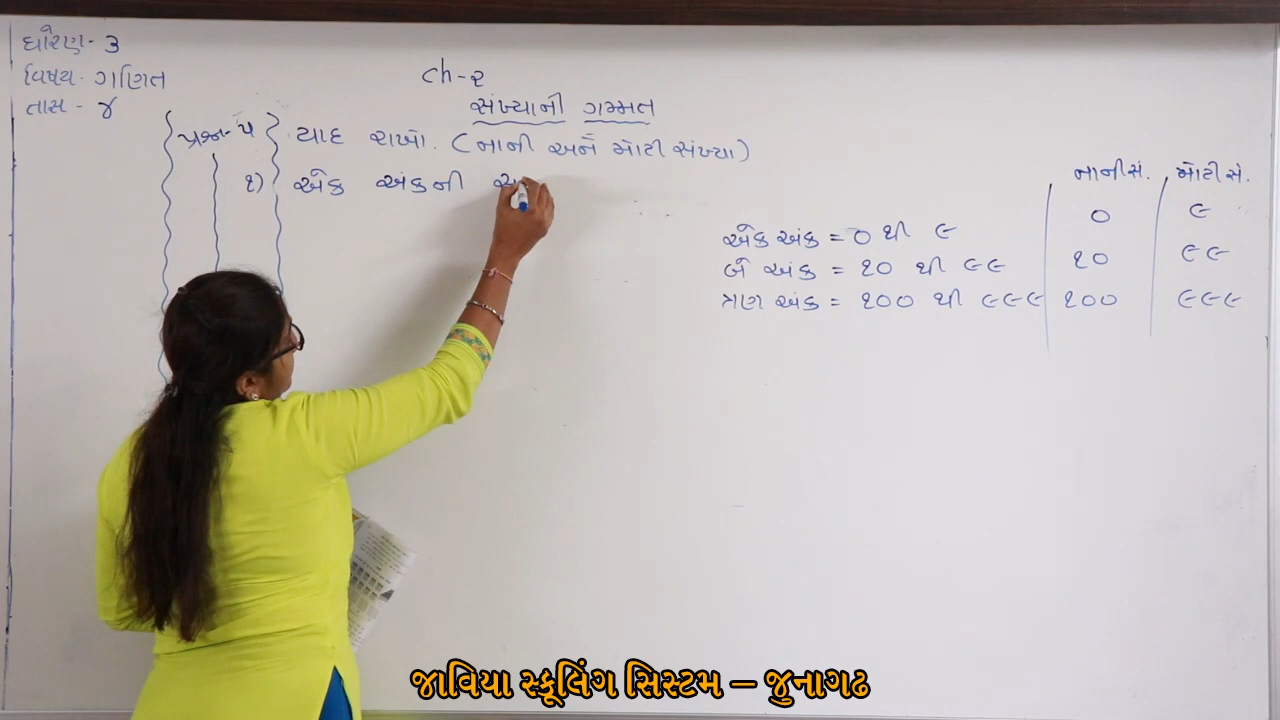 ધોરણ - ૩
વિષય - ગણિત
તાસ - ૪
ch - ૨
સંખ્યાની ગમ્મત
પ્રશ્ન - ૫ યાદ રાખો. (નાની અને મોટી સંખ્યા)
૧) એક અંકની
નાની સં. મોટી સં.
એક અંક = ૦ થી ૯ ૦ ૯
બે અંક = ૧૦ થી ૯૯ ૧૦ ૯૯
ત્રણ અંક = ૧૦૦ થી ૯૯૯ ૧૦૦ ૯૯૯
જાવિયા સ્કૂલિંગ સિસ્ટમ – જુનાગઢ